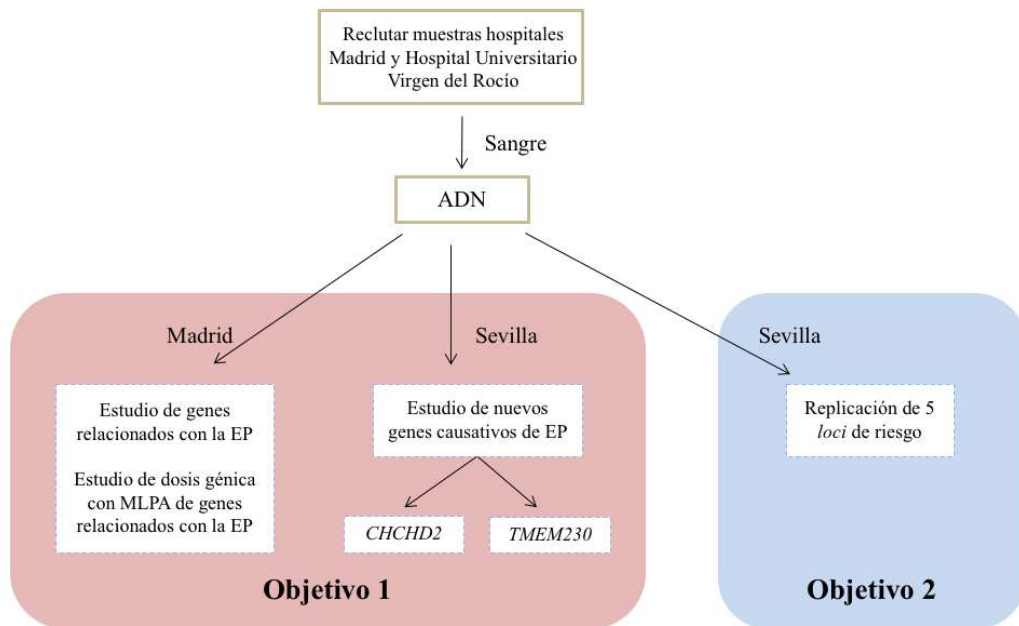 Reclutar muestras hospitales
Madrid y Hospital Universitario
Virgen del Rocío
Sangre
ADN
Madrid
Sevilla
Sevilla
Estudio de genes
relacionados con la EP
Estudio de dosis génica
con MLPA de genes
relacionados con la EP
Estudio de nuevos
genes causativos de EP
CHCHD2
TMEM230
Replicación de 5
loci de riesgo
Objetivo 1
Objetivo 2